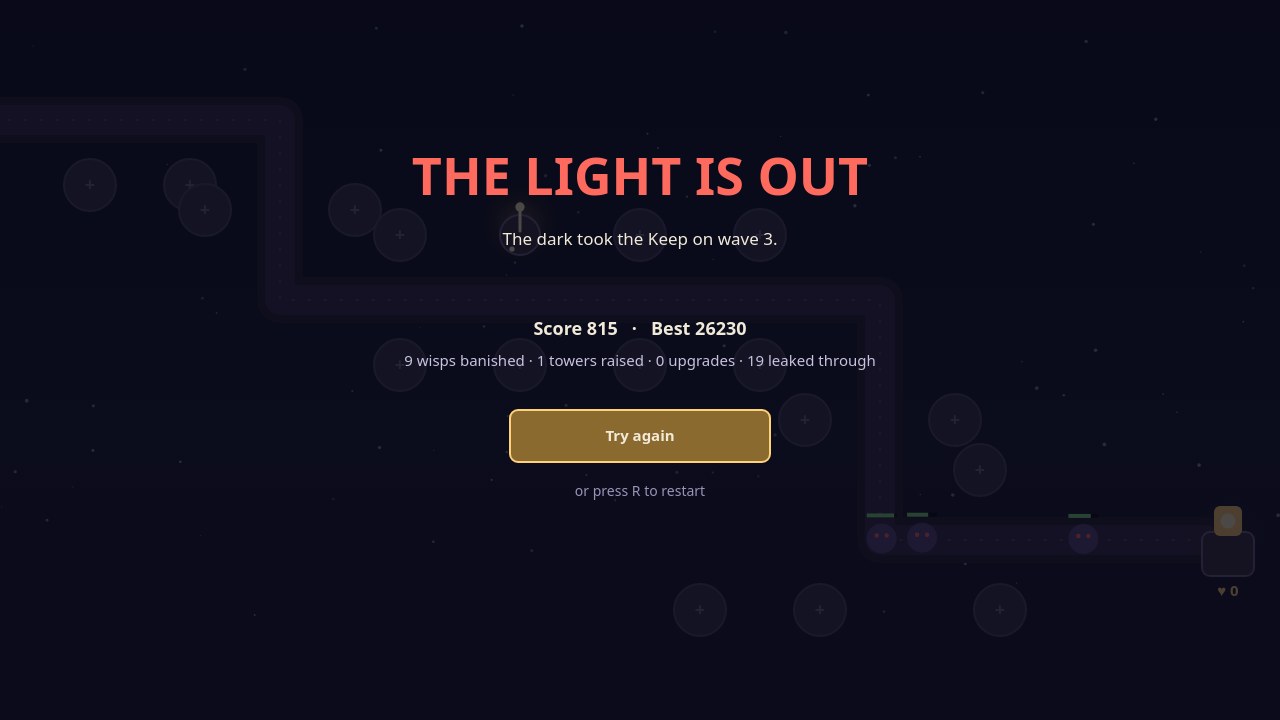 THE LIGHT IS OUT
The dark took the Keep on wave 3.
Score 815 · Best 26230
9 wisps banished · 1 towers raised · 0 upgrades · 19 leaked through
Try again
or press R to restart
♥ 0